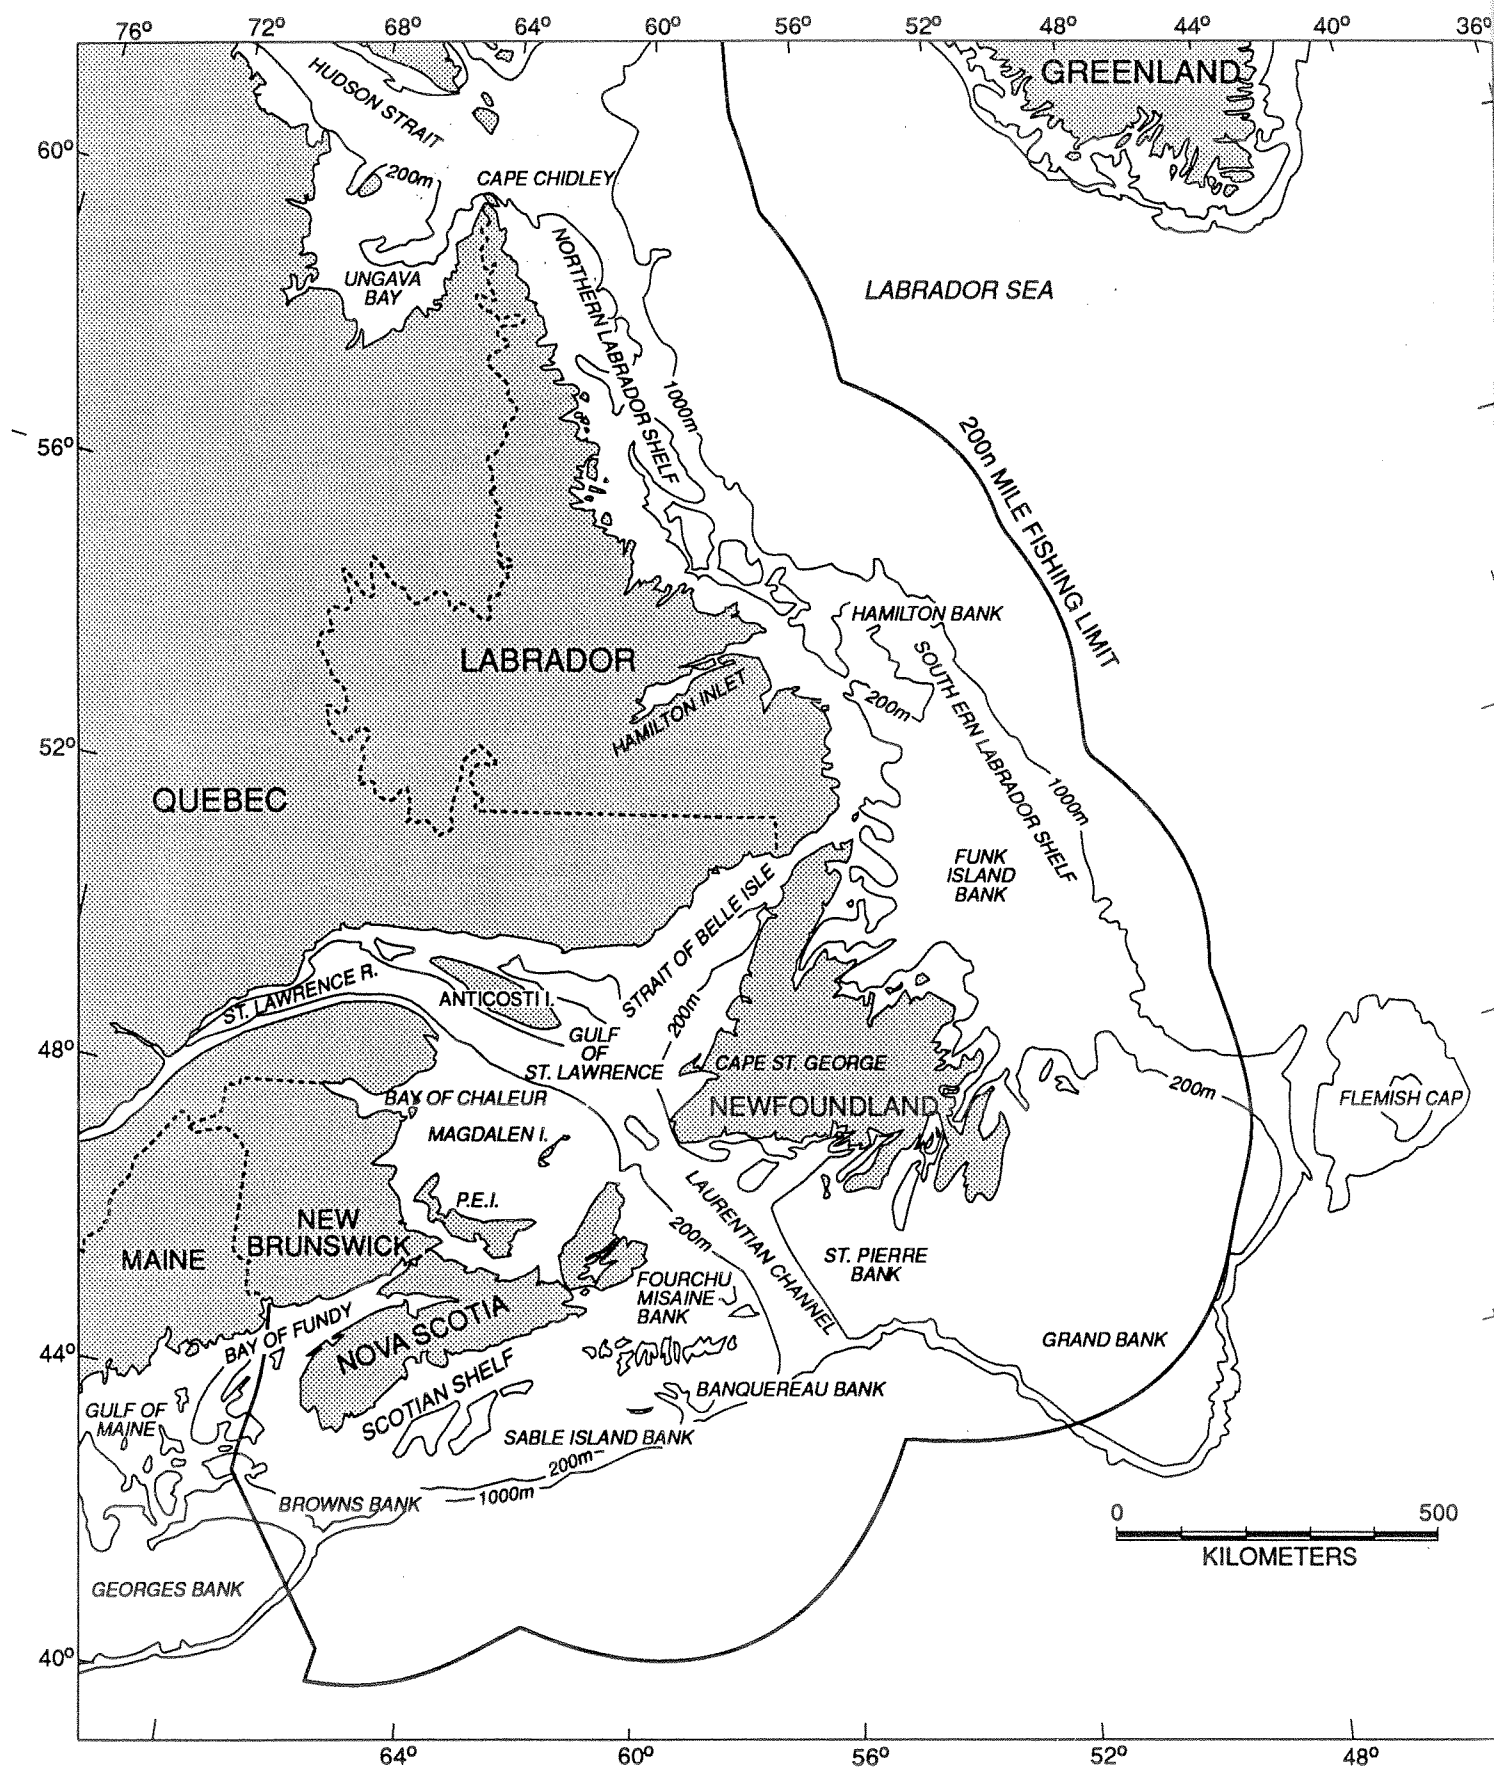 76º 72º 68º 64º 60º 56º 52º 48º 44º 40º 36º
GREENLAND
HUDSON STRAIT
60º
200m
CAPE CHIDLEY
NORTHERN LABRADOR SHELF
UNGAVA
BAY
LABRADOR SEA
1000m
200n MILE FISHING LIMIT
56º
HAMILTON BANK
SOUTH ERN LABRADOR SHELF
LABRADOR
HAMILTON INLET
200m
52º
1000m
QUEBEC
FUNK
ISLAND
BANK
STRAIT OF BELLE ISLE
ST. LAWRENCE R.
ANTICOSTI I.
200m
GULF
OF
ST. LAWRENCE
48º
CAPE ST. GEORGE
200m
FLEMISH CAP
BAY OF CHALEUR
NEWFOUNDLAND
MAGDALEN I.
P.E.I.
LAURENTIAN CHANNEL
200m
NEW
BRUNSWICK
MAINE
ST. PIERRE
BANK
FOURCHU
MISAINE
BANK
BAY OF FUNDY
NOVA SCOTIA
GRAND BANK
44º
SCOTIAN SHELF
BANQUEREAU BANK
GULF OF
MAINE
SABLE ISLAND BANK
200m
1000m
BROWNS BANK
0 500
KILOMETERS
GEORGES BANK
40º
64º 60º 56º 52º 48º